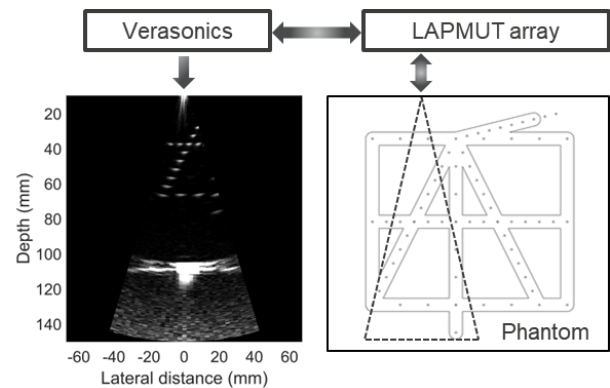 Verasonics
LAPMUT array
20
40
60
80
100
120
140
Depth (mm)
-60 -40 -20 0 20 40 60
Lateral distance (mm)
Phantom